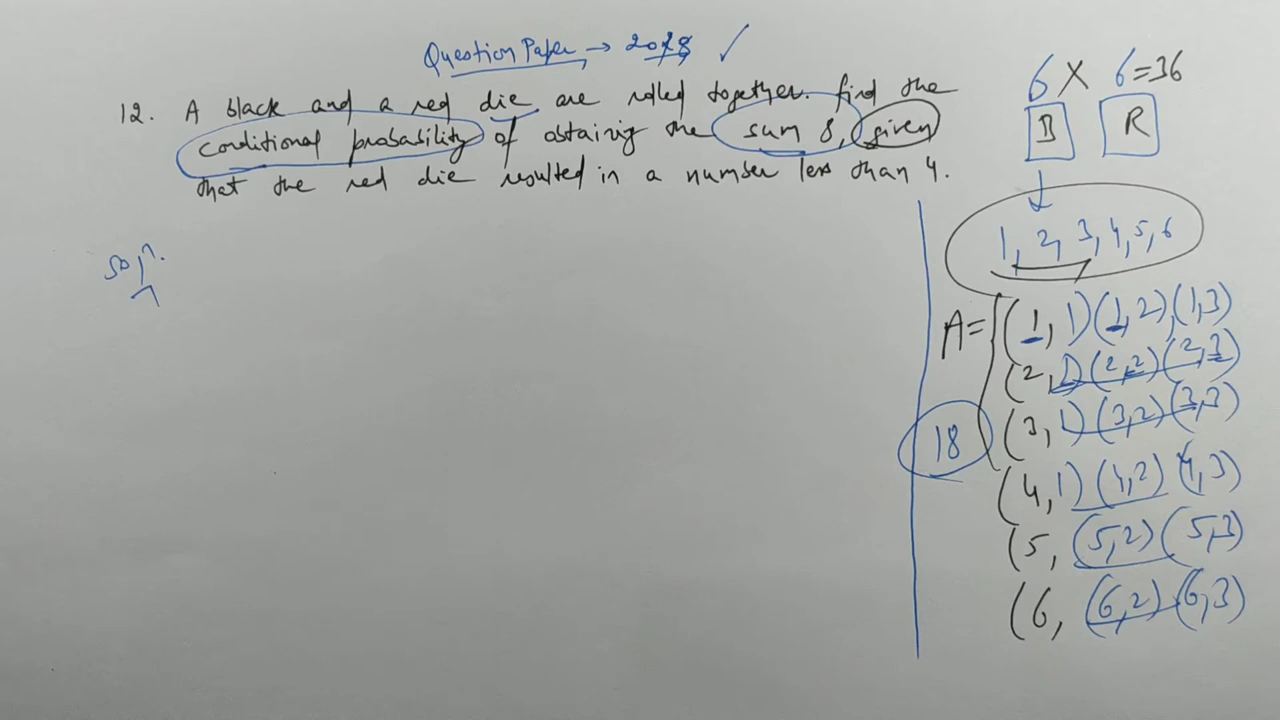 Question Paper → 2018 ✓
12. A black and a red die are rolled together. find the
conditional probability of obtaining the sum 8, given
that the red die resulted in a number less than 4.
Sol.
6 × 6=36
B R
1, 2, 3, 4, 5, 6
A= { (1, 1) (1, 2), (1, 3)
(2, 1) (2, 2) (2, 3)
(3, 1) (3, 2) (3, 3)
18
(4, 1) (4, 2) (4, 3)
(5, (5, 2) (5, 3)
(6, (6, 2) (6, 3)